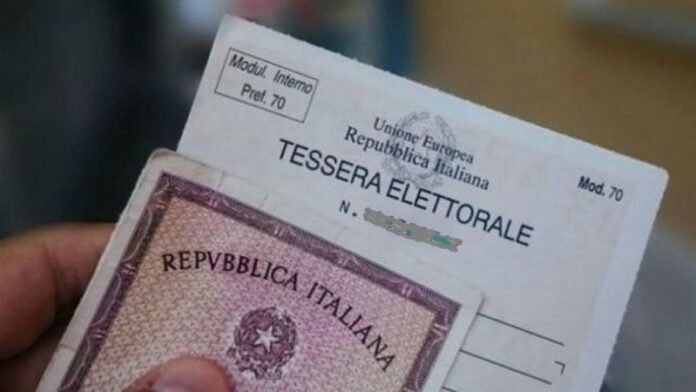 Modul. Interno
Pref. 70
Unione Europea
Repubblica Italiana
TESSERA ELETTORALE
Mod. 70
N.
REPVBBLICA ITALIANA